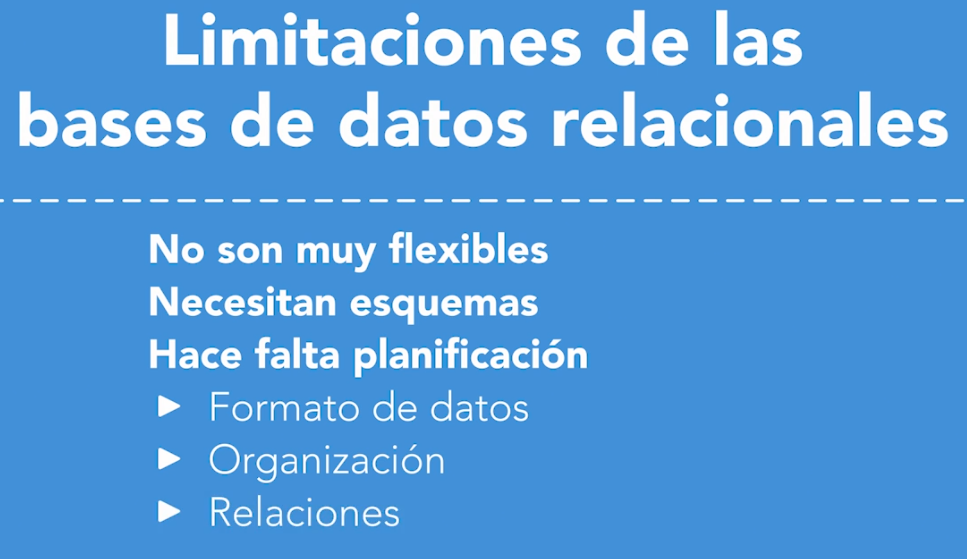 Limitaciones de las
bases de datos relacionales
No son muy flexibles
Necesitan esquemas
Hace falta planificación
► Formato de datos
► Organización
► Relaciones